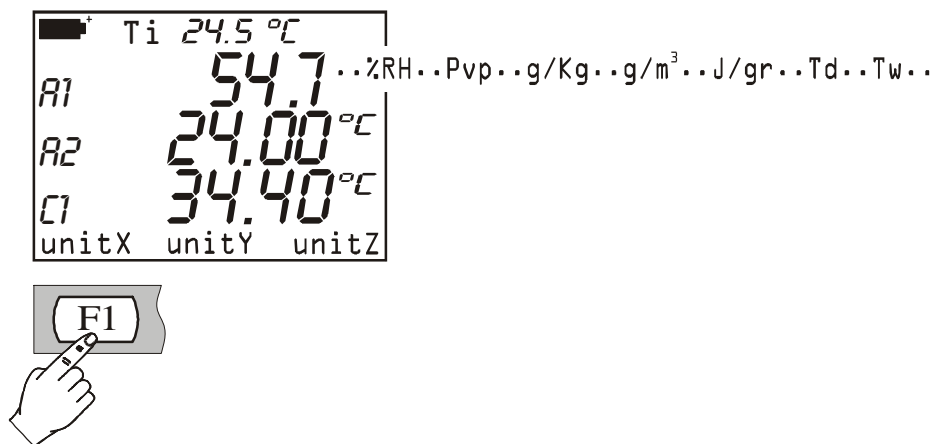 Ti 24.5 °C
A1 54.7 ..%RH..Pvp..g/Kg..g/m³..J/gr..Td..Tw..
A2 24.00 °C
C1 34.40 °C
unitX unitY unitZ
F1